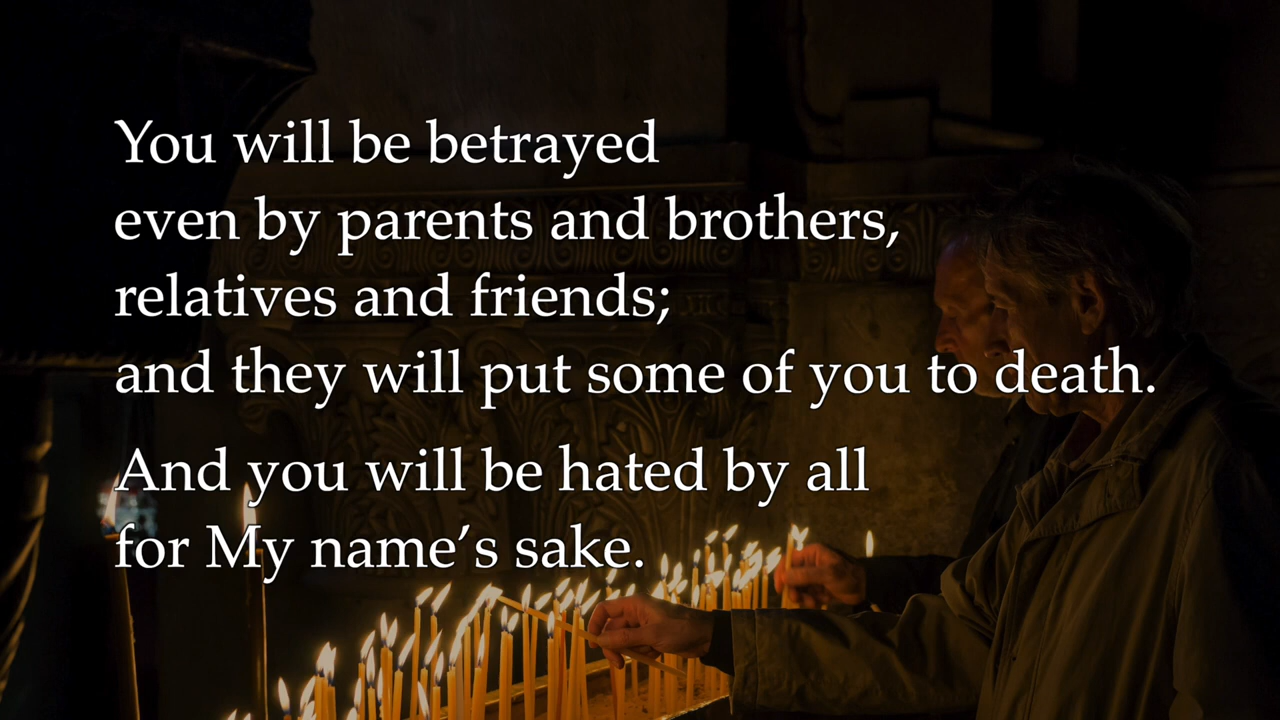 You will be betrayed
even by parents and brothers,
relatives and friends;
and they will put some of you to death.
And you will be hated by all
for My name’s sake.